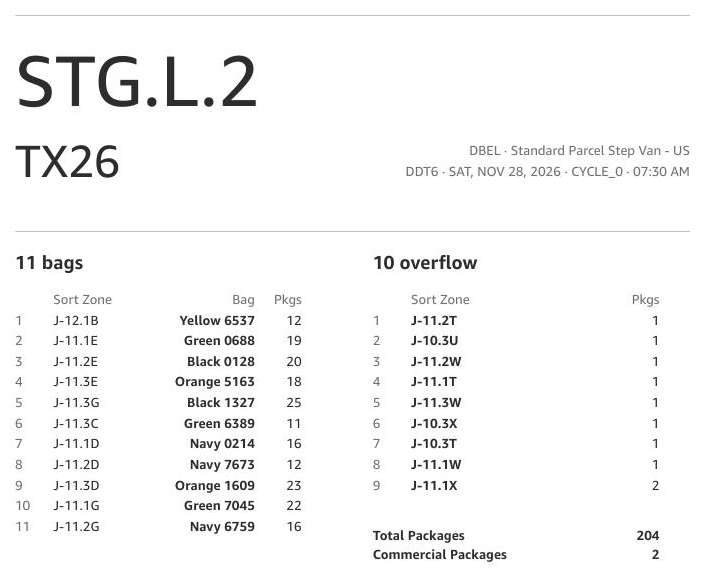 STG.L.2
TX26
DBEL · Standard Parcel Step Van - US
DDT6 · SAT, NOV 28, 2026 · CYCLE_0 · 07:30 AM
11 bags
Sort Zone Bag Pkgs
1 J-12.1B Yellow 6537 12
2 J-11.1E Green 0688 19
3 J-11.2E Black 0128 20
4 J-11.3E Orange 5163 18
5 J-11.3G Black 1327 25
6 J-11.3C Green 6389 11
7 J-11.1D Navy 0214 16
8 J-11.2D Navy 7673 12
9 J-11.3D Orange 1609 23
10 J-11.1G Green 7045 22
11 J-11.2G Navy 6759 16
10 overflow
Sort Zone Pkgs
1 J-11.2T 1
2 J-10.3U 1
3 J-11.2W 1
4 J-11.1T 1
5 J-11.3W 1
6 J-10.3X 1
7 J-10.3T 1
8 J-11.1W 1
9 J-11.1X 2
Total Packages 204
Commercial Packages 2